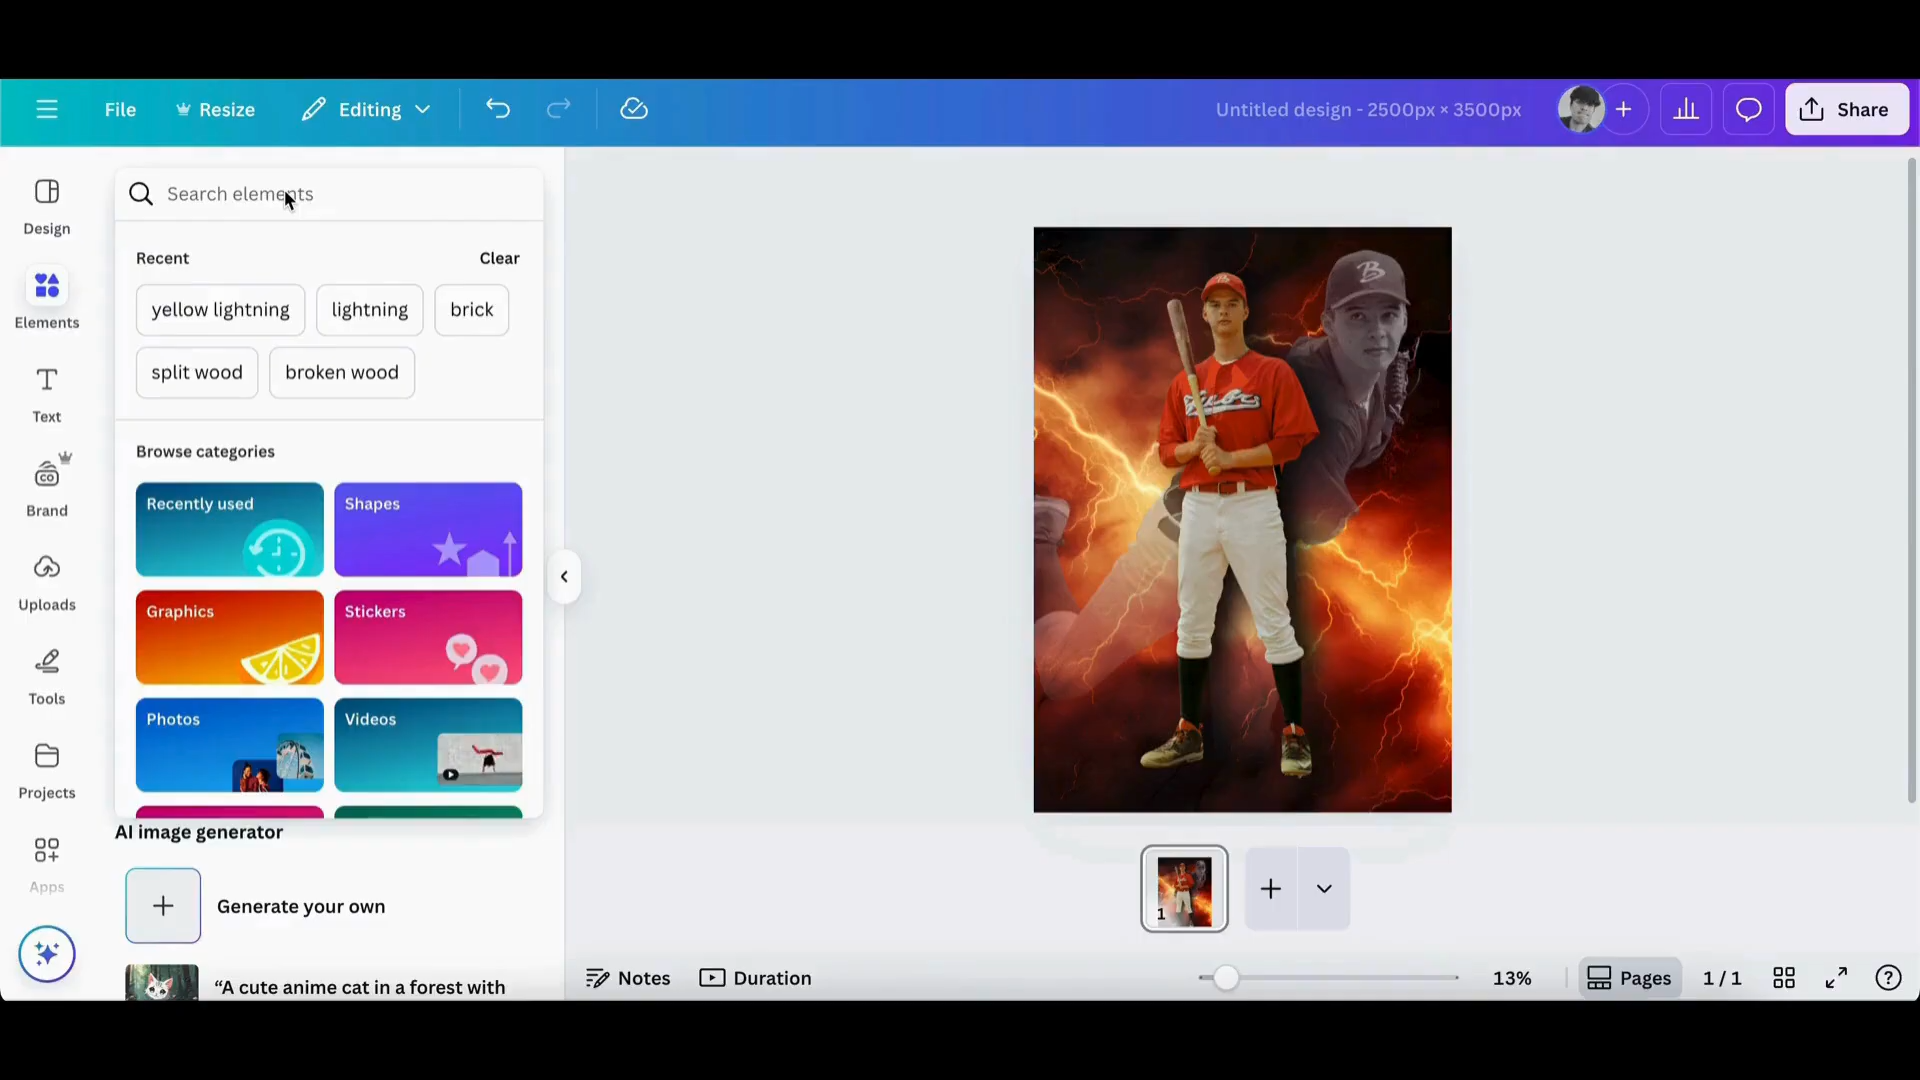 File
Resize
Editing
Untitled design - 2500px × 3500px
Share
Design
Elements
Text
Brand
Uploads
Tools
Projects
Apps
Search elements
Recent
Clear
yellow lightning
lightning
brick
split wood
broken wood
Browse categories
Recently used
Shapes
Graphics
Stickers
Photos
Videos
AI image generator
Generate your own
“A cute anime cat in a forest with
B
1
Notes
Duration
13%
Pages
1 / 1